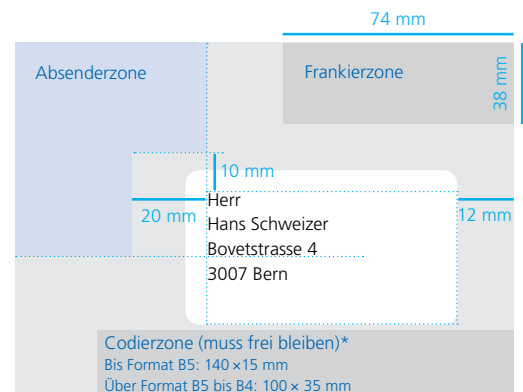 74 mm
Absenderzone
Frankierzone
38 mm
10 mm
20 mm
12 mm
Herr
Hans Schweizer
Bovetstrasse 4
3007 Bern
Codierzone (muss frei bleiben)*
Bis Format B5: 140 × 15 mm
Über Format B5 bis B4: 100 × 35 mm